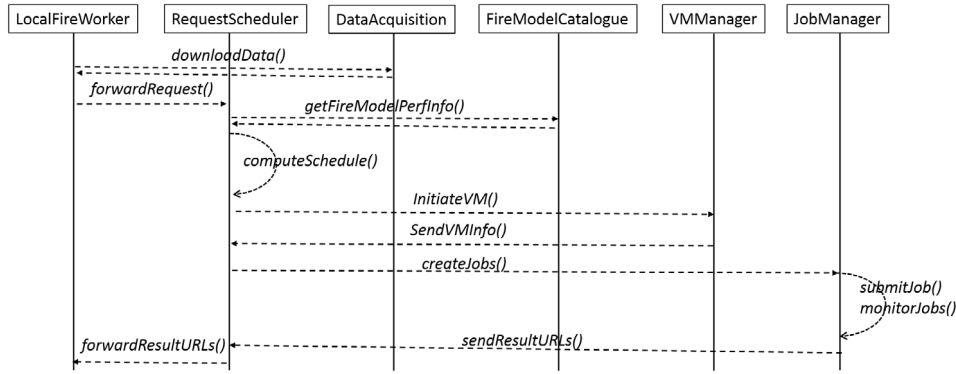 LocalFireWorker
RequestScheduler
DataAcquisition
FireModelCatalogue
VMManager
JobManager
downloadData()
forwardRequest()
getFireModelPerfInfo()
computeSchedule()
InitiateVM()
SendVMInfo()
createJobs()
submitJob()
monitorJobs()
sendResultURLs()
forwardResultURLs()